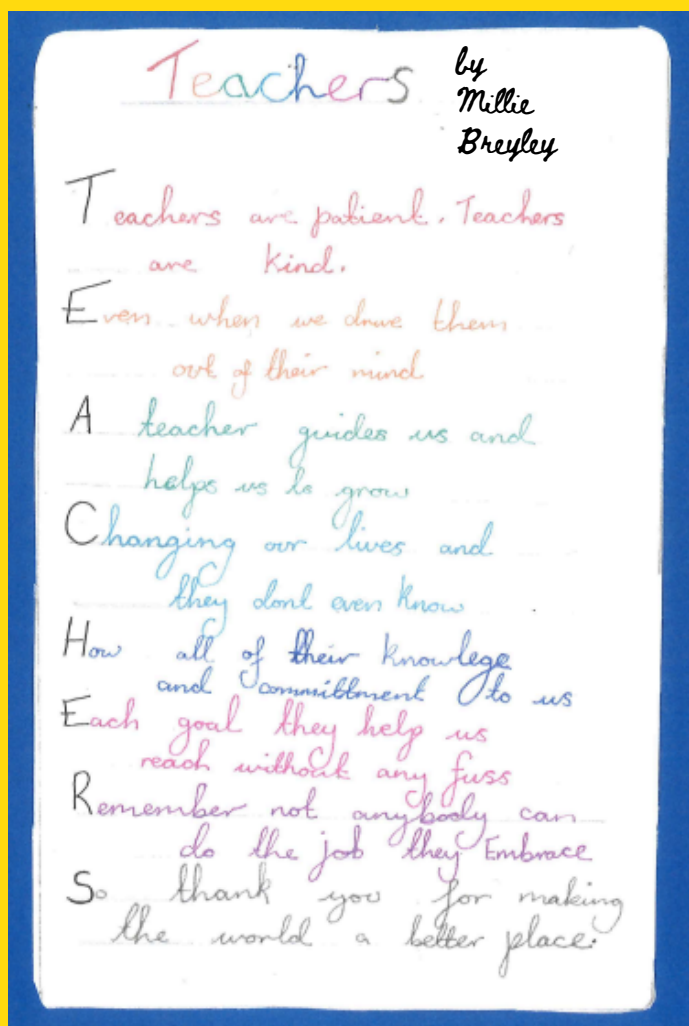 Teachers
by
Millie
Breyley
Teachers are patient. Teachers
are kind.
Even when we drive them
out of their mind
A teacher guides us and
helps us to grow
Changing our lives and
they dont even know
How all of their knowlege
and committment to us
Each goal they help us
reach without any fuss
Remember not anybody can
do the job they Embrace
So thank you for making
the world a better place.